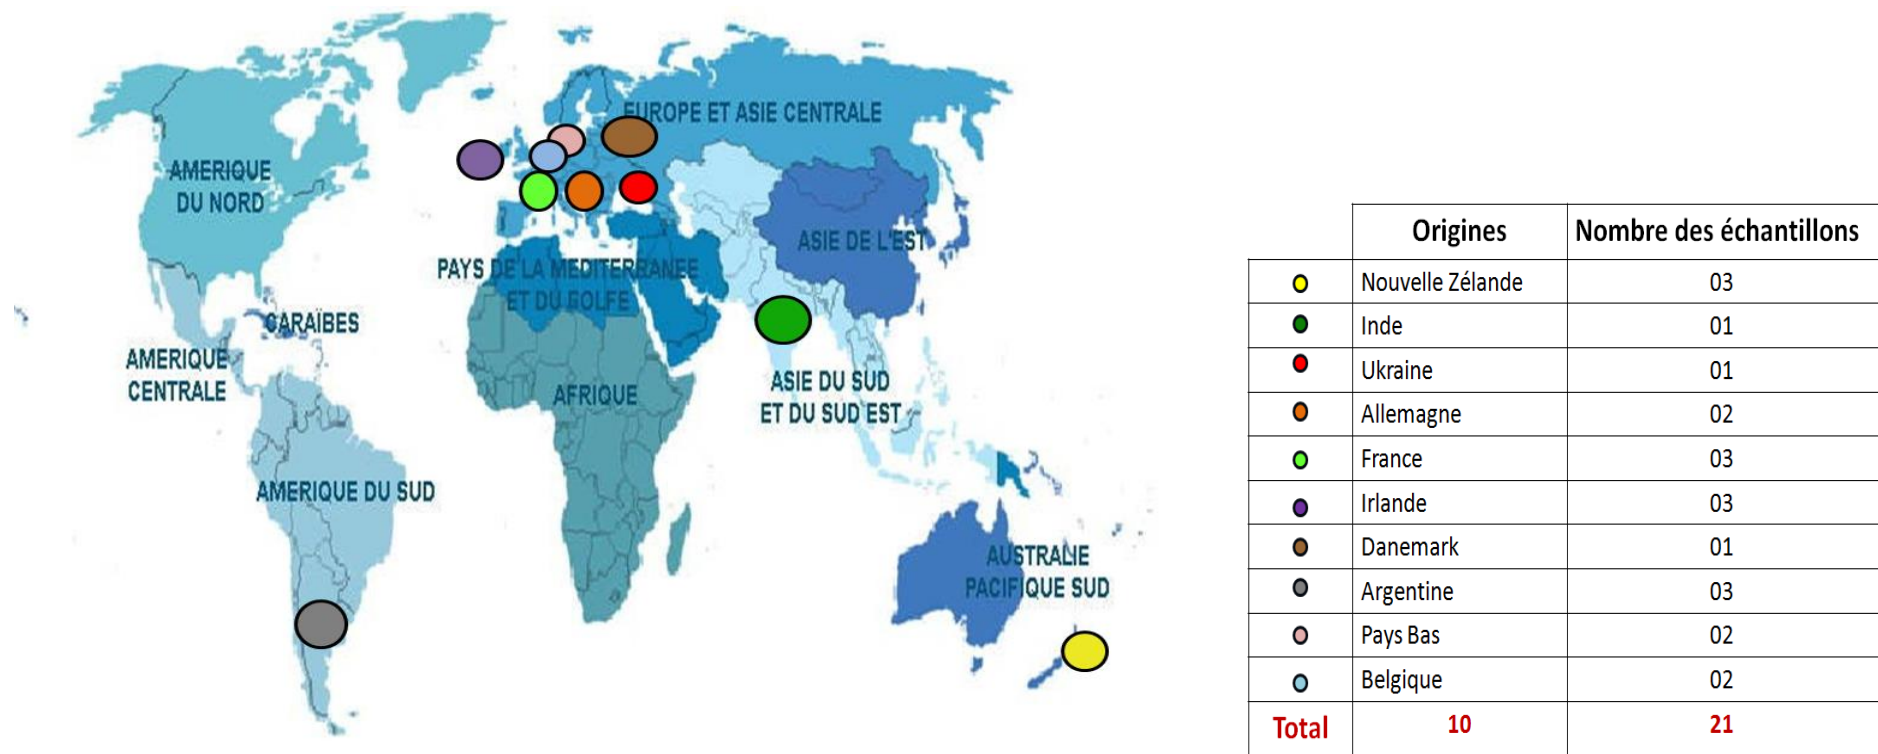 EUROPE ET ASIE CENTRALE
AMERIQUE
DU NORD
ASIE DE L'EST
PAYS DE LA MEDITERRANEE
ET DU GOLFE
CARAÏBES
AMERIQUE
CENTRALE
AFRIQUE
ASIE DU SUD
ET DU SUD EST
AMERIQUE DU SUD
AUSTRALIE
PACIFIQUE SUD
Origines Nombre des échantillons
Nouvelle Zélande 03
Inde 01
Ukraine 01
Allemagne 02
France 03
Irlande 03
Danemark 01
Argentine 03
Pays Bas 02
Belgique 02
Total 10 21